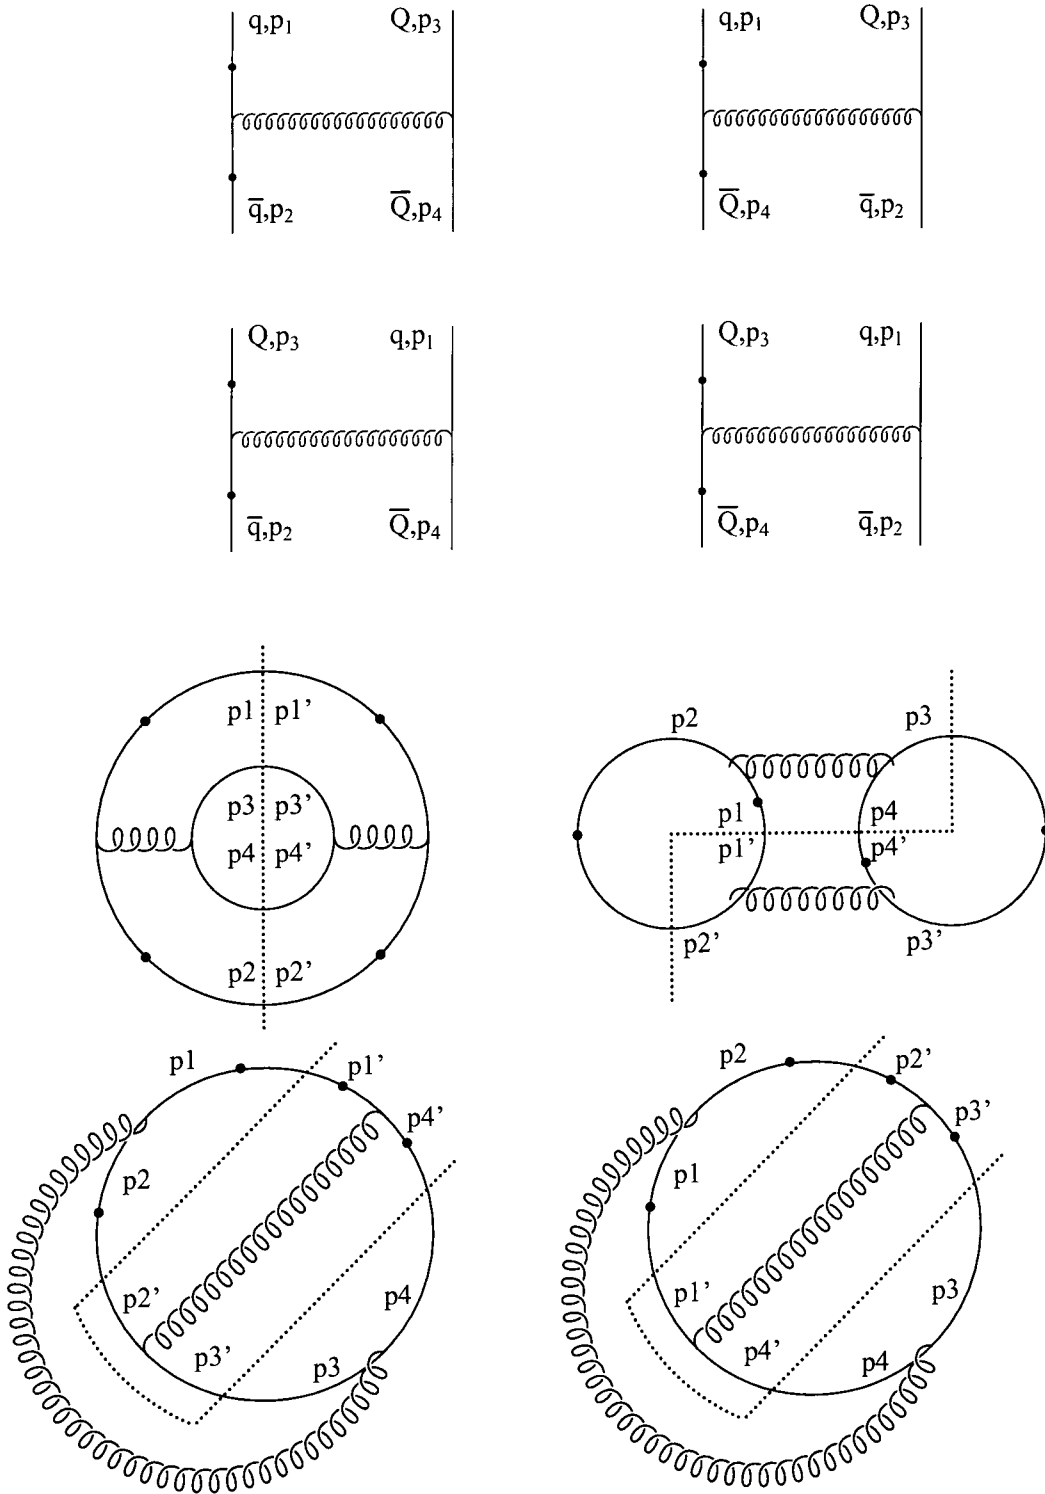 q,p₁ Q,p₃ q,p₁ Q,p₃
q̅,p₂ Q̅,p₄ Q̅,p₄ q̅,p₂
Q,p₃ q,p₁ Q,p₃ q,p₁
q̅,p₂ Q̅,p₄ Q̅,p₄ q̅,p₂
p1 p1’
p3 p3’
p4 p4’
p2 p2’
p2 p3
p1 p4
p1’ p4’
p2’ p3’
p1 p1’
p4’
p2
p2’ p4
p3’ p3
p2 p2’
p3’
p1
p1’ p3
p4’ p4